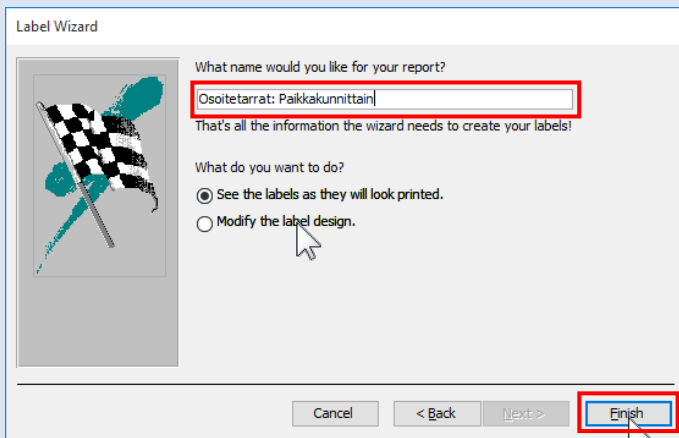 Label Wizard
What name would you like for your report?
Osoitetarrat: Paikkakunnittain
That's all the information the wizard needs to create your labels!
What do you want to do?
See the labels as they will look printed.
Modify the label design.
Cancel
< Back
Next >
Finish